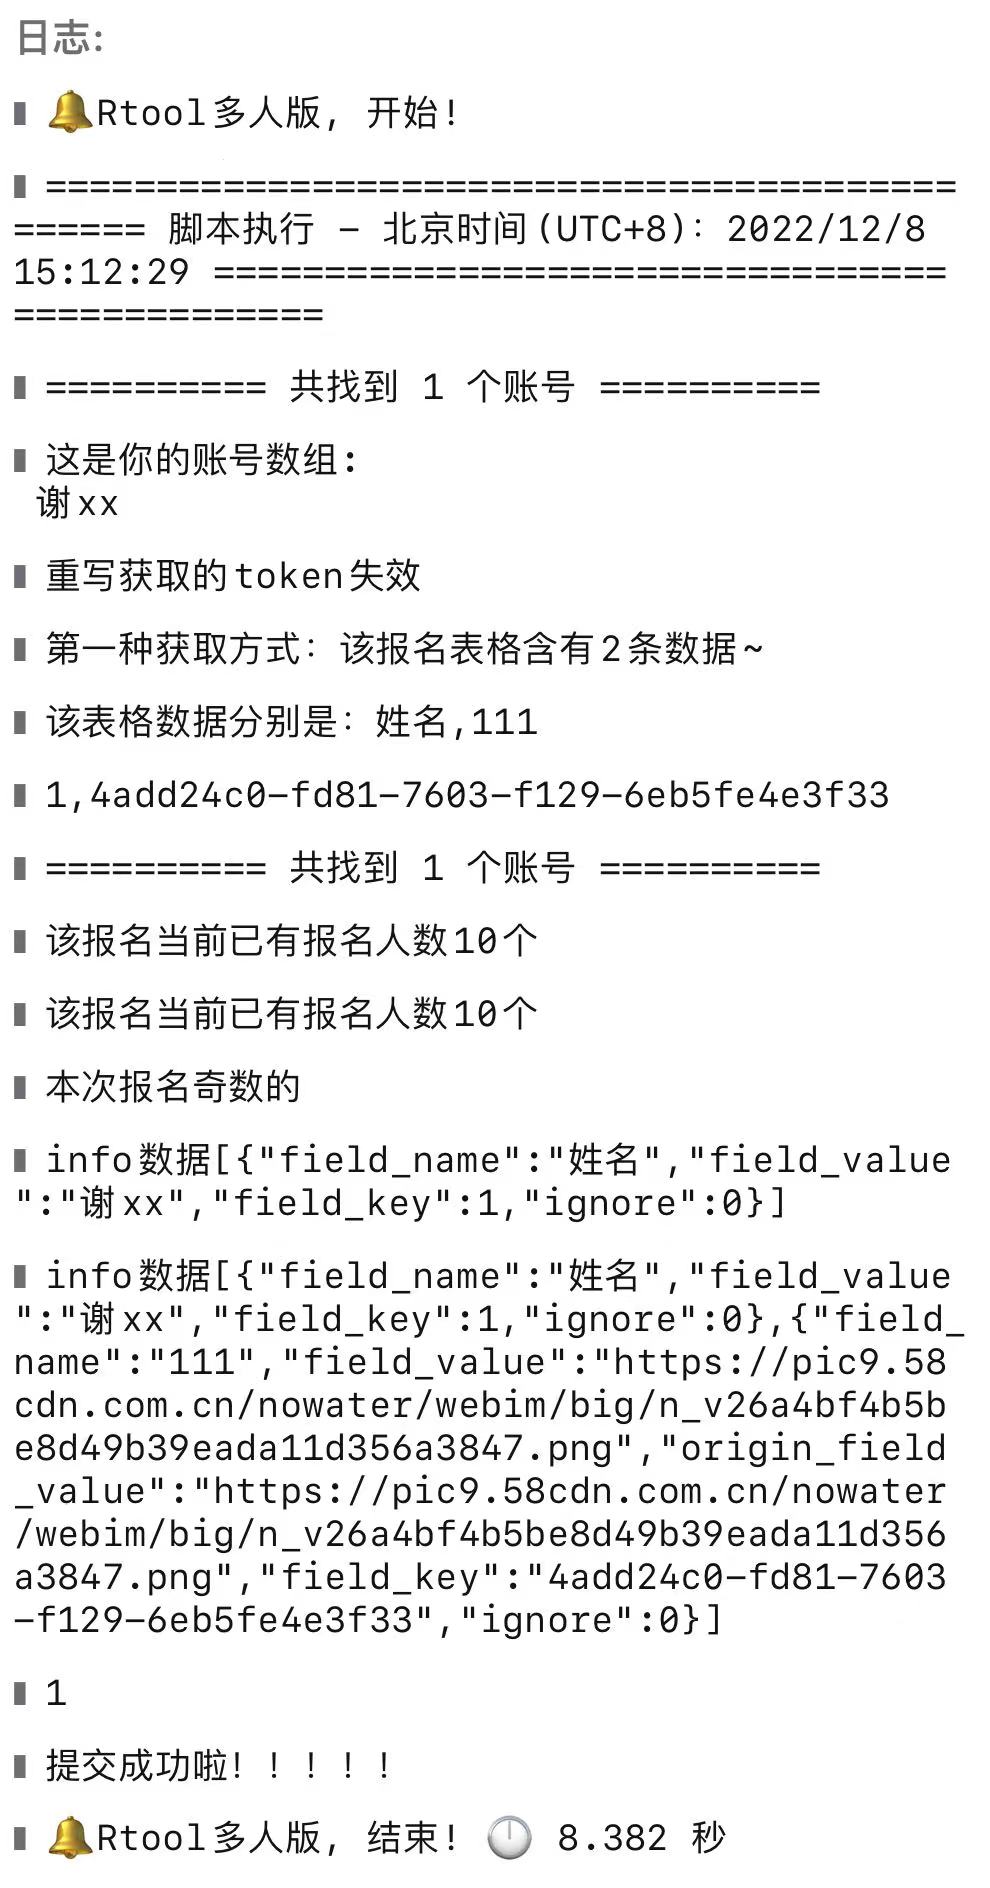 日志:
🔔Rtool多人版, 开始!
=========================================
====== 脚本执行 - 北京时间(UTC+8)：2022/12/8
15:12:29 =================================
==============
========== 共找到 1 个账号 ==========
这是你的账号数组:
谢xx
重写获取的token失效
第一种获取方式：该报名表格含有2条数据~
该表格数据分别是：姓名,111
1,4add24c0-fd81-7603-f129-6eb5fe4e3f33
========== 共找到 1 个账号 ==========
该报名当前已有报名人数10个
该报名当前已有报名人数10个
本次报名奇数的
info数据[{"field_name":"姓名","field_value
":"谢xx","field_key":1,"ignore":0}]
info数据[{"field_name":"姓名","field_value
":"谢xx","field_key":1,"ignore":0},{"field_
name":"111","field_value":"https://pic9.58
cdn.com.cn/nowater/webim/big/n_v26a4bf4b5b
e8d49b39eada11d356a3847.png","origin_field
_value":"https://pic9.58cdn.com.cn/nowater
/webim/big/n_v26a4bf4b5be8d49b39eada11d356
a3847.png","field_key":"4add24c0-fd81-7603
-f129-6eb5fe4e3f33","ignore":0}]
1
提交成功啦！！！！！
🔔Rtool多人版, 结束! 🕛 8.382 秒